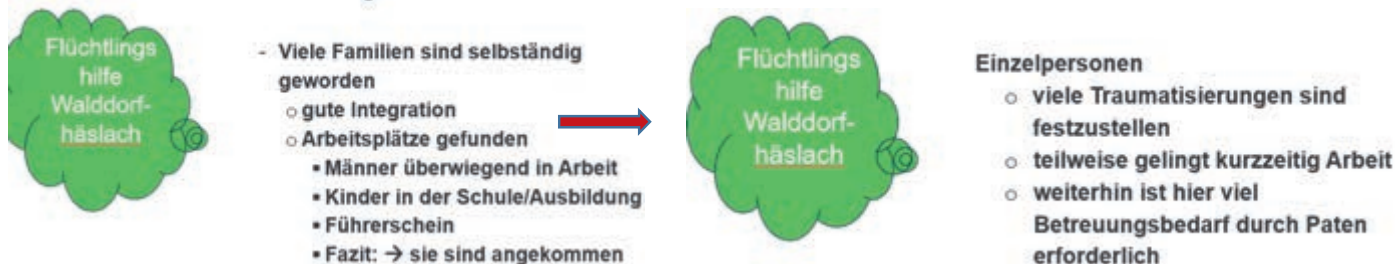 Flüchtlings
hilfe
Walddorf-
häslach
- Viele Familien sind selbständig
geworden
o gute Integration
o Arbeitsplätze gefunden
▪ Männer überwiegend in Arbeit
▪ Kinder in der Schule/Ausbildung
▪ Führerschein
▪ Fazit: → sie sind angekommen
Flüchtlings
hilfe
Walddorf-
häslach
Einzelpersonen
o viele Traumatisierungen sind
festzustellen
o teilweise gelingt kurzzeitig Arbeit
o weiterhin ist hier viel
Betreuungsbedarf durch Paten
erforderlich